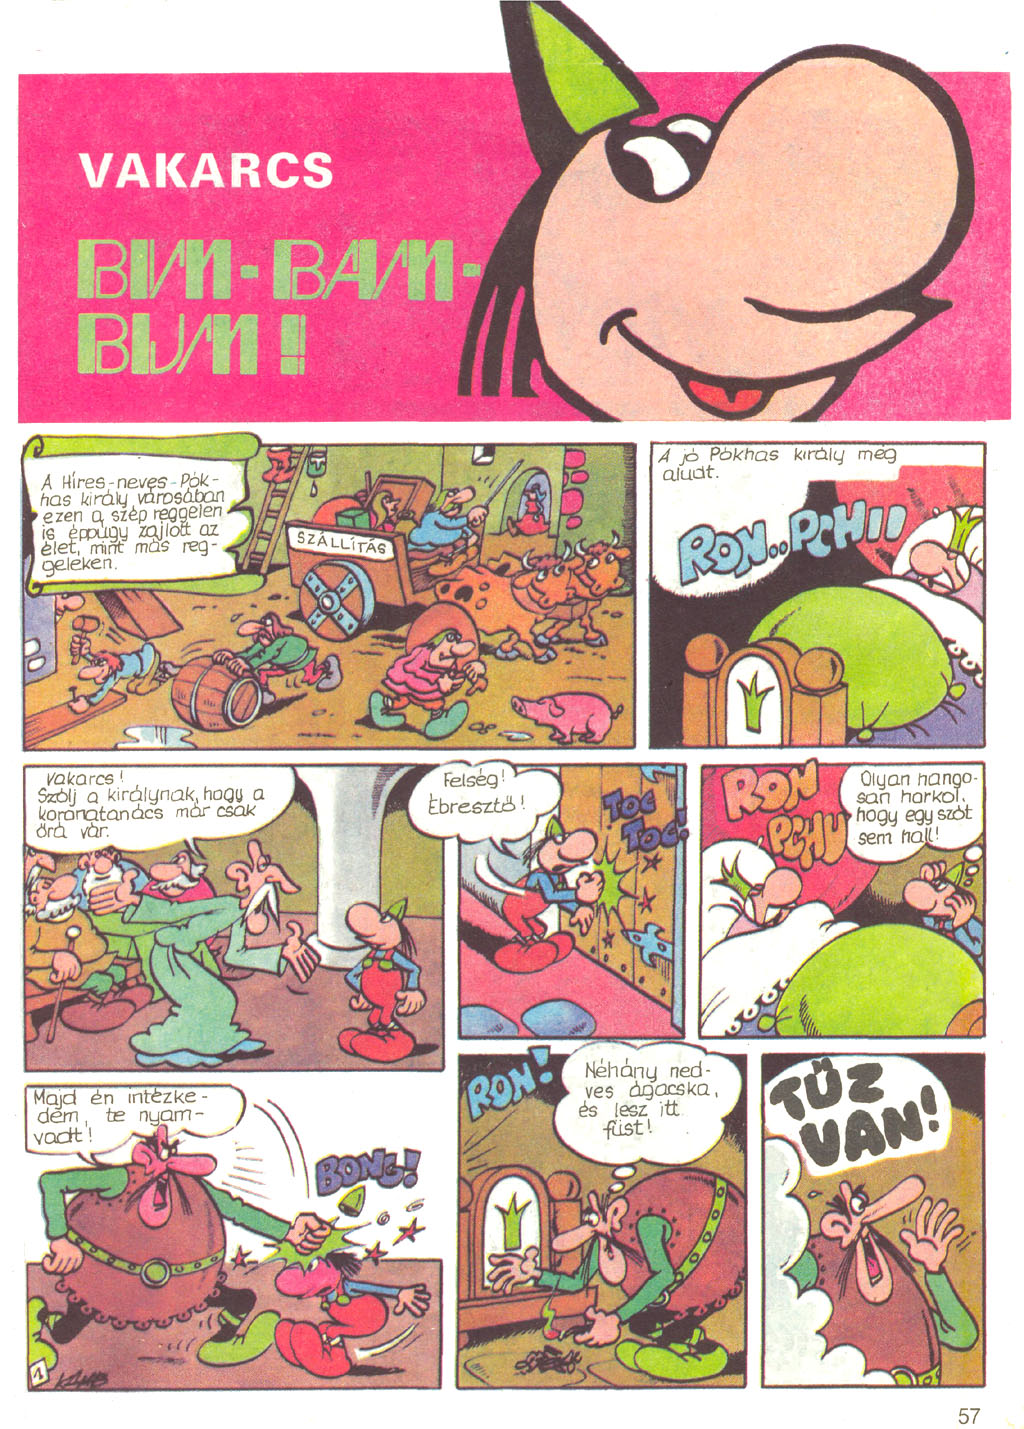 VAKARCS
BIM-BAM-
BUM!!
A Híres-neves-Pók-
has király városában
ezen a szép reggelen
is éppúgy zajlott az
élet, mint más reg-
geleken.
SZÁLLÍTÁS
A jó Pókhas király még
aludt.
RON..PCHII
Vakarcs!
Szólj a királynak, hogy a
koronatanács már csak
őrá vár.
Felség!
Ébresztő!
TOC
TOC!
RON
PCHU
Olyan hango-
san horkol,
hogy egy szót
sem hall!
Majd én intézke-
dem, te nyam-
vadt!
BONG!
1
RON!
Néhány ned-
ves ágacska,
és lesz itt
füst!
TŰZ
VAN!
57